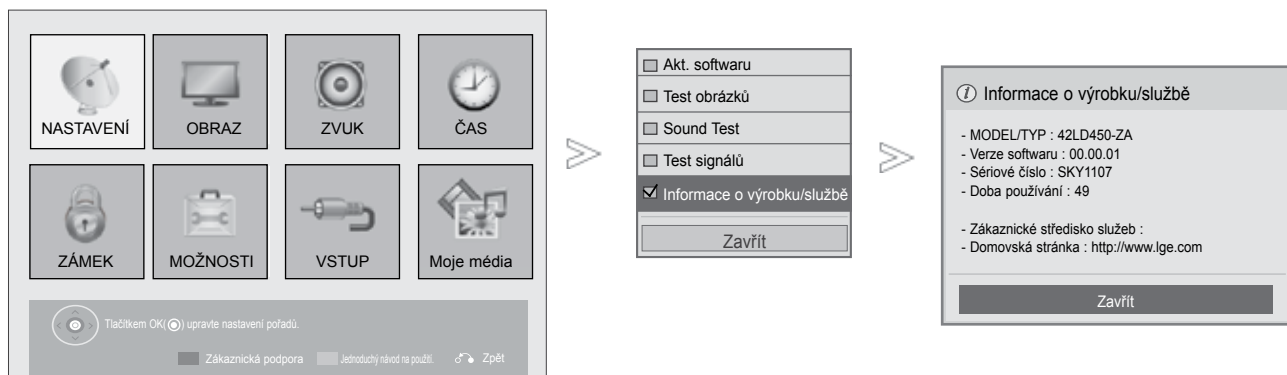 NASTAVENÍ
OBRAZ
ZVUK
ČAS
ZÁMEK
MOŽNOSTI
VSTUP
Moje média
Tlačítkem OK( ) upravte nastavení pořadů.
Zákaznická podpora
Jednoduchý návod na použití.
Zpět
Akt. softwaru
Test obrázků
Sound Test
Test signálů
Informace o výrobku/službě
Zavřít
Informace o výrobku/službě
- MODEL/TYP : 42LD450-ZA
- Verze softwaru : 00.00.01
- Sériové číslo : SKY1107
- Doba používání : 49
- Zákaznické středisko služeb :
- Domovská stránka : http://www.lge.com
Zavřít